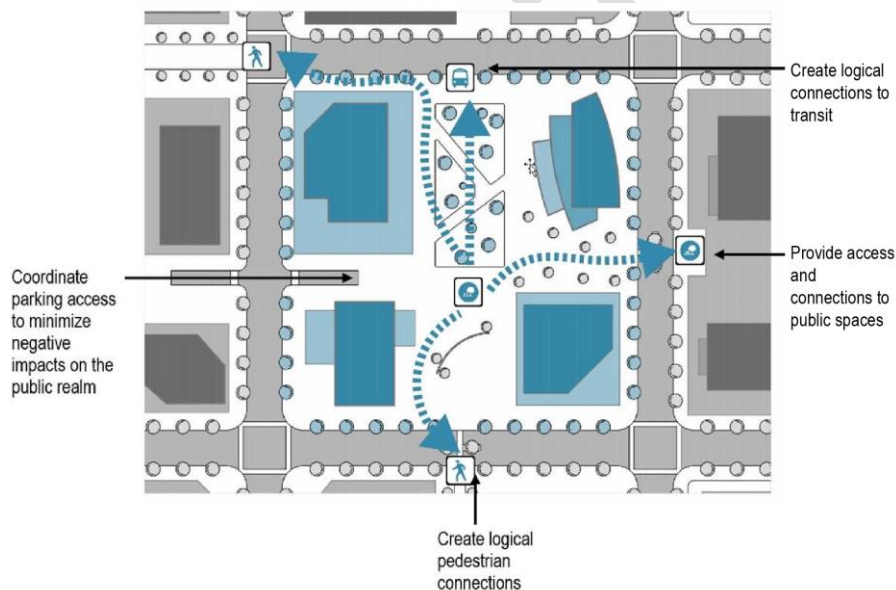 Create logical
connections to
transit
Provide access
and
connections to
public spaces
Coordinate
parking access
to minimize
negative
impacts on the
public realm
Create logical
pedestrian
connections